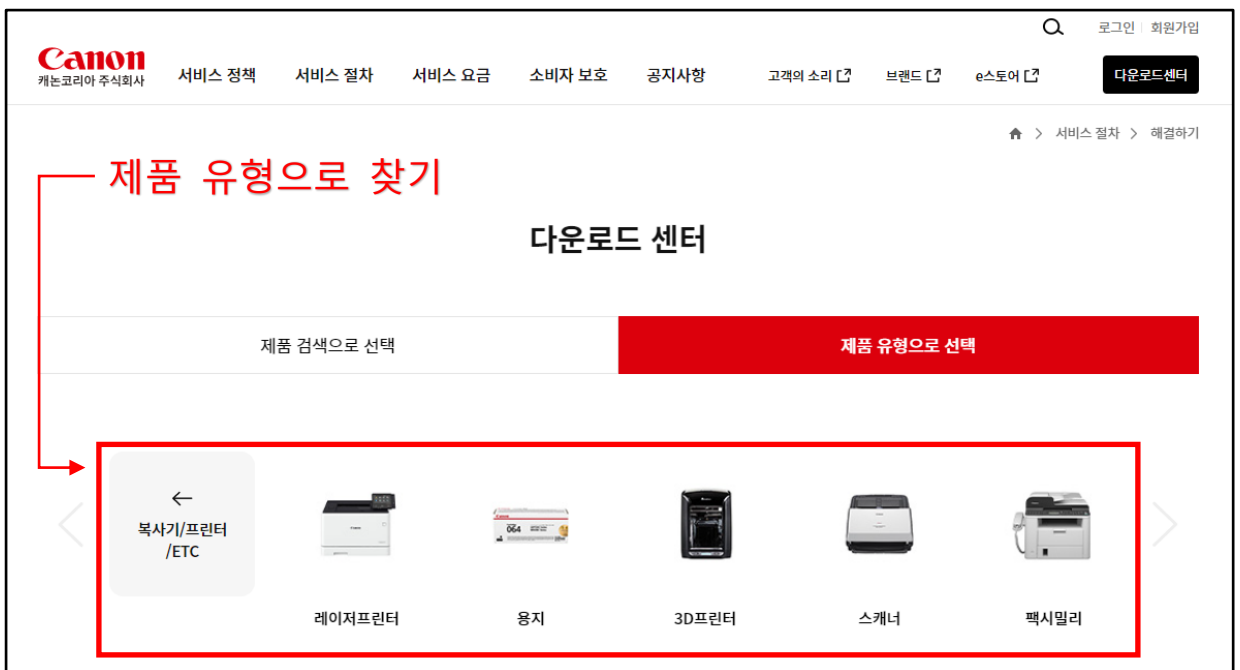 로그인 회원가입
Canon
캐논코리아 주식회사
서비스 정책 서비스 절차 서비스 요금 소비자 보호 공지사항 고객의 소리 브랜드 e스토어 다운로드센터
> 서비스 절차 > 해결하기
제품 유형으로 찾기
다운로드 센터
제품 검색으로 선택 제품 유형으로 선택
←
복사기/프린터
/ETC
Canon
064
레이저프린터 용지 3D프린터 스캐너 팩시밀리